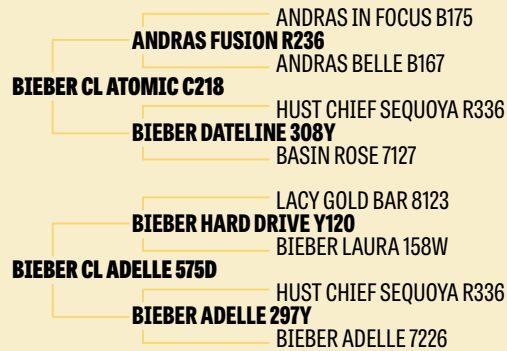 ANDRAS IN FOCUS B175
ANDRAS FUSION R236
ANDRAS BELLE B167
BIEBER CL ATOMIC C218
HUST CHIEF SEQUOYA R336
BIEBER DATELINE 308Y
BASIN ROSE 7127
LACY GOLD BAR 8123
BIEBER HARD DRIVE Y120
BIEBER LAURA 158W
BIEBER CL ADELLE 575D
HUST CHIEF SEQUOYA R336
BIEBER ADELLE 297Y
BIEBER ADELLE 7226